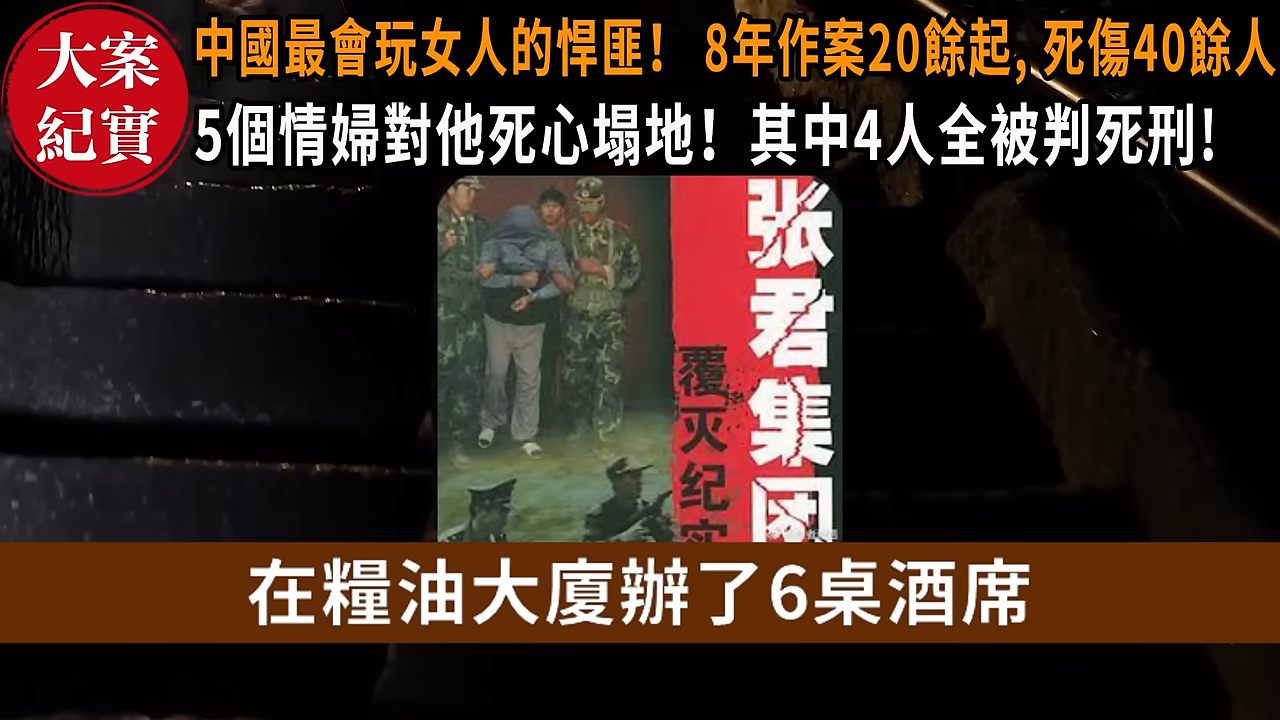 大案
紀實
中國最會玩女人的悍匪！ 8年作案20餘起, 死傷40餘人
5個情婦對他死心塌地！其中4人全被判死刑！
张君集团
覆灭纪实
在糧油大廈辦了6桌酒席